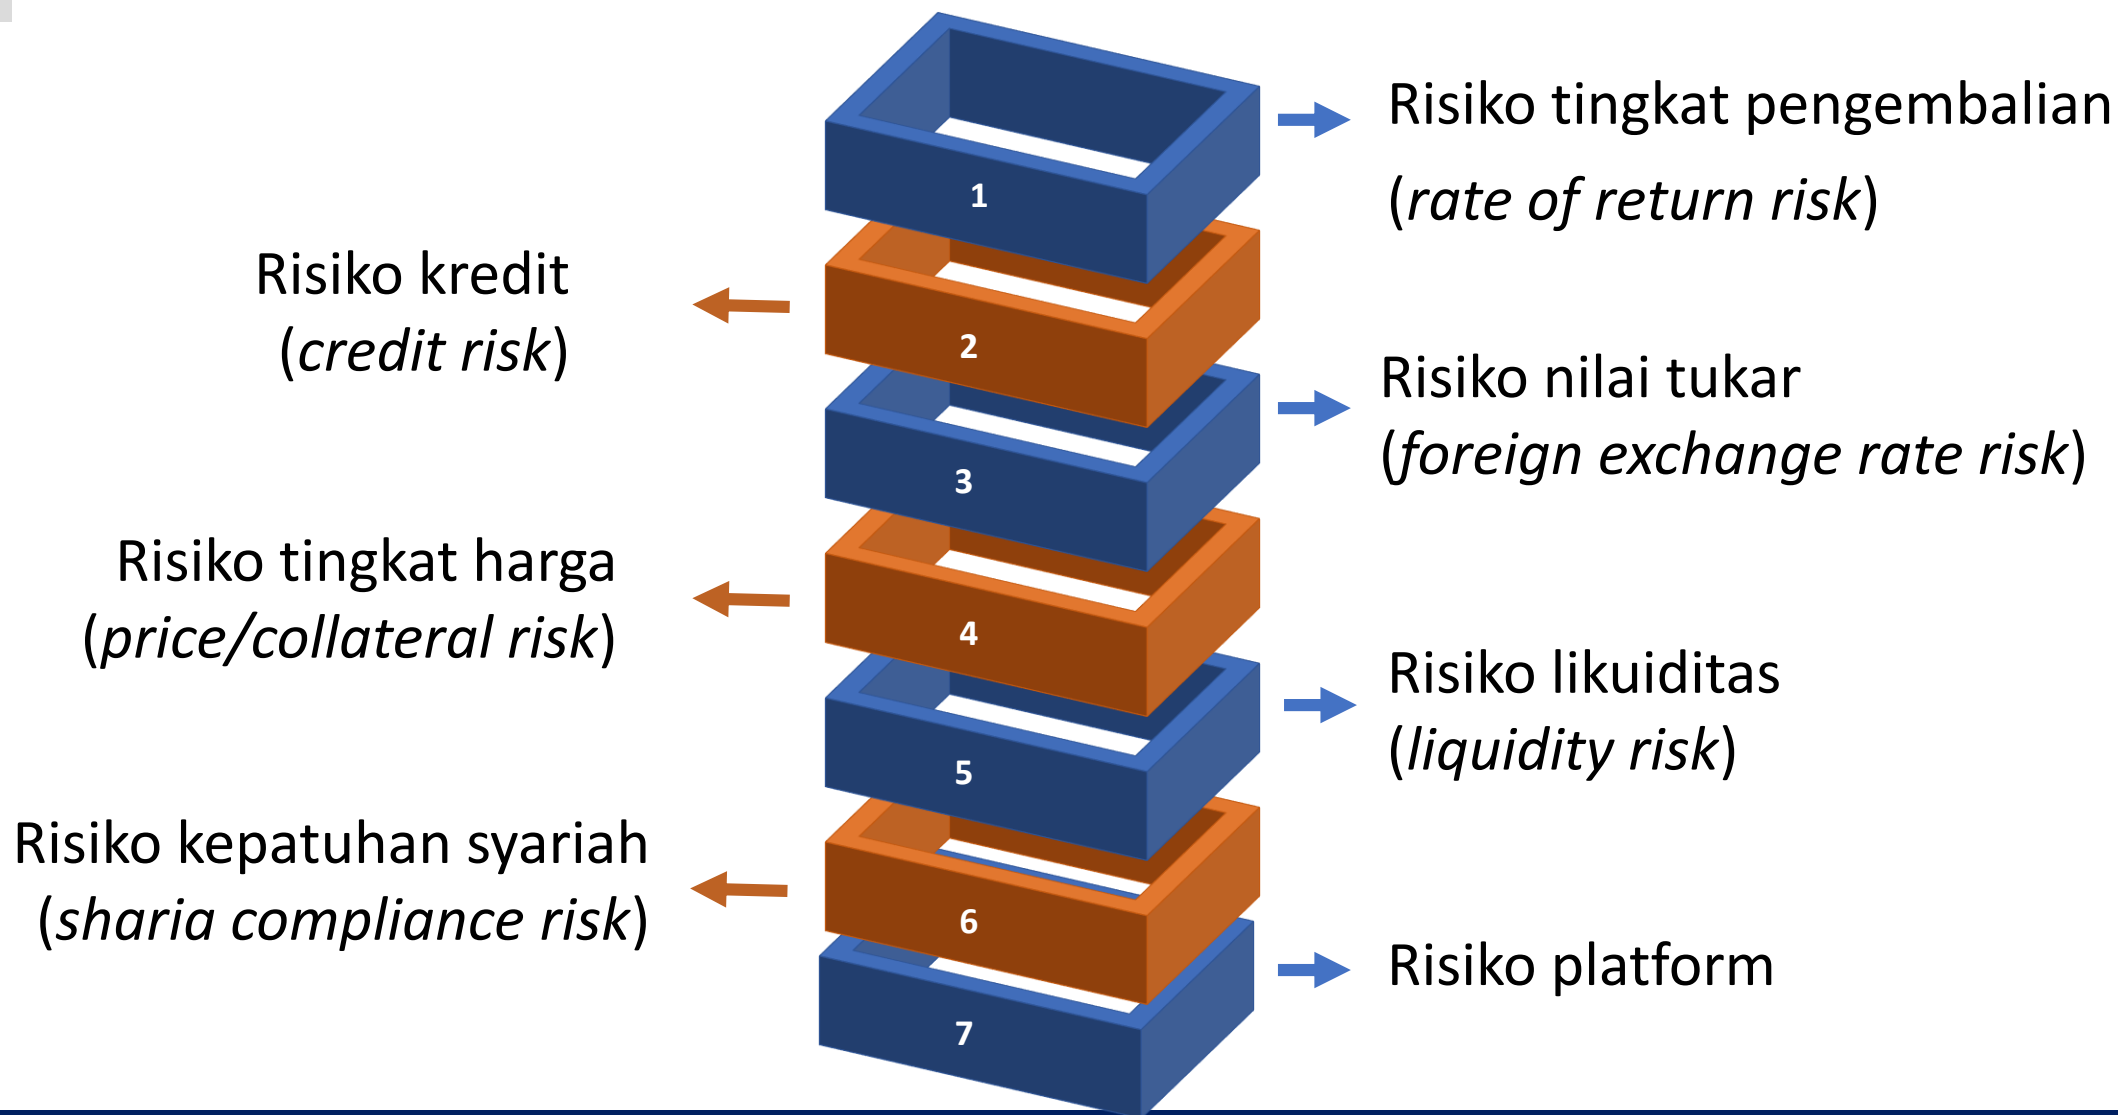 1
Risiko tingkat pengembalian
(rate of return risk)
2
Risiko kredit
(credit risk)
3
Risiko nilai tukar
(foreign exchange rate risk)
4
Risiko tingkat harga
(price/collateral risk)
5
Risiko likuiditas
(liquidity risk)
6
Risiko kepatuhan syariah
(sharia compliance risk)
7
Risiko platform